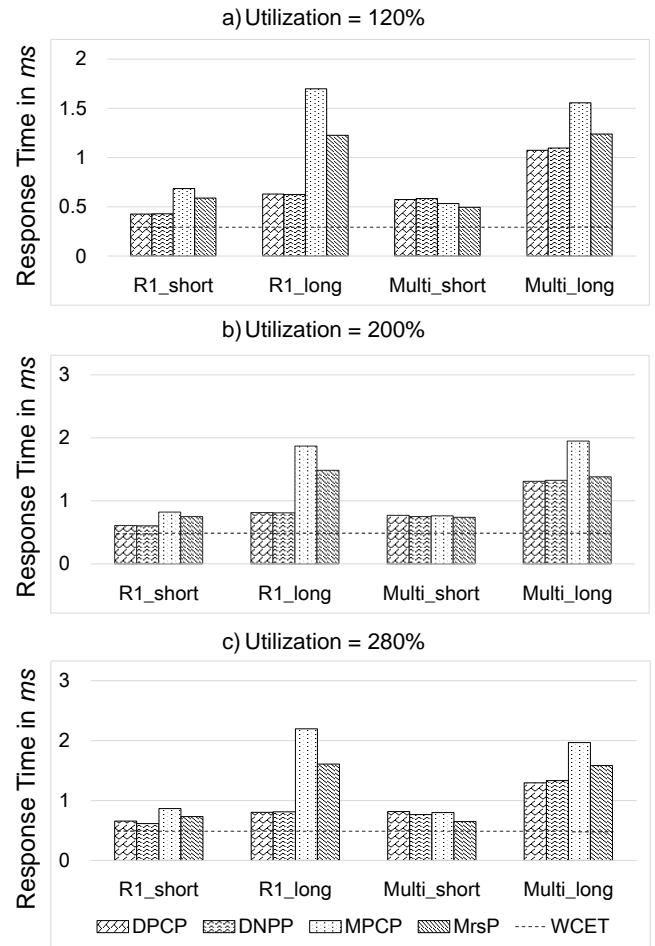 a) Utilization = 120%
Response Time in ms
2
1.5
1
0.5
0
R1_short R1_long Multi_short Multi_long
b) Utilization = 200%
Response Time in ms
3
2
1
0
R1_short R1_long Multi_short Multi_long
c) Utilization = 280%
Response Time in ms
3
2
1
0
R1_short R1_long Multi_short Multi_long
DPCP DNPP MPCP MrsP WCET